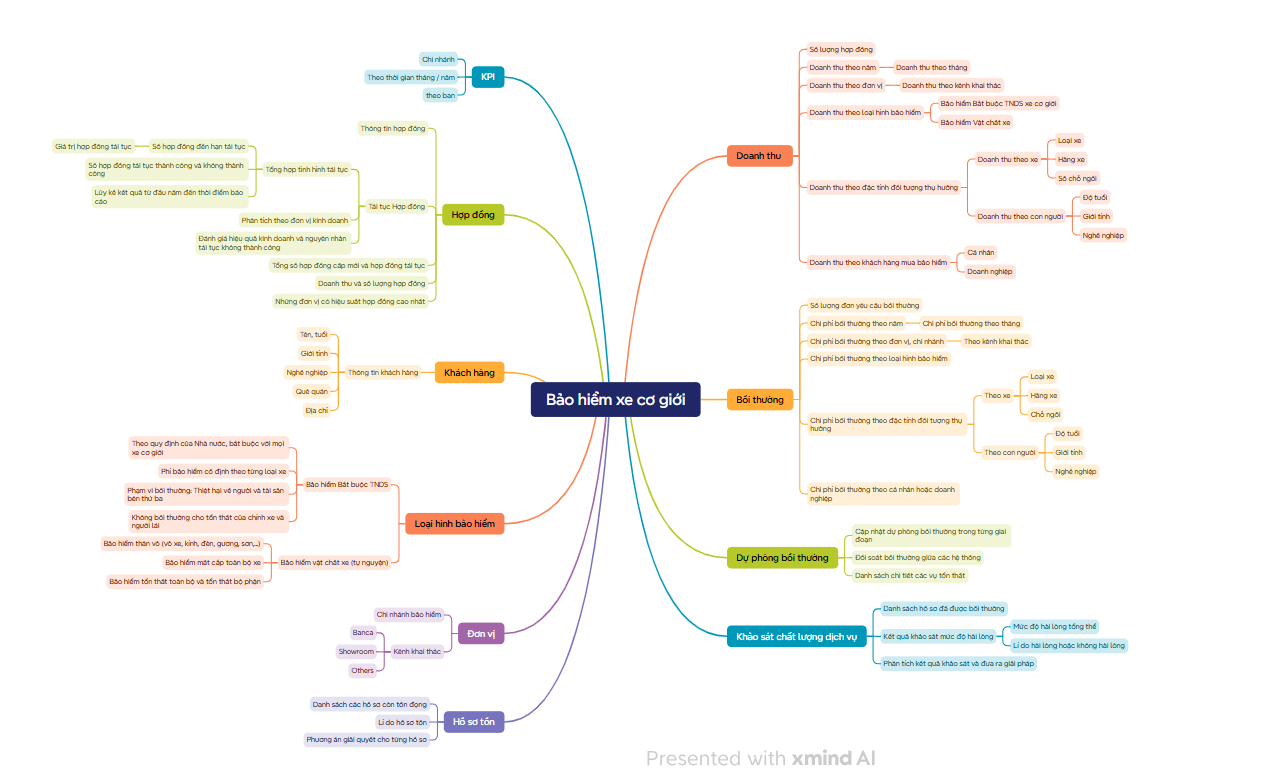 Bảo hiểm xe cơ giới
Doanh thu
Số lượng hợp đồng
Doanh thu theo năm
Doanh thu theo tháng
Doanh thu theo đơn vị
Doanh thu theo kênh khai thác
Doanh thu theo loại hình bảo hiểm
Bảo hiểm Bắt buộc TNDS xe cơ giới
Bảo hiểm Vật chất xe
Doanh thu theo đặc tính đối tượng thụ hưởng
Doanh thu theo xe
Loại xe
Hãng xe
Số chỗ ngồi
Doanh thu theo con người
Độ tuổi
Giới tính
Nghề nghiệp
Doanh thu theo khách hàng mua bảo hiểm
Cá nhân
Doanh nghiệp
Bồi thường
Số lượng đơn yêu cầu bồi thường
Chi phí bồi thường theo năm
Chi phí bồi thường theo tháng
Chi phí bồi thường theo đơn vị, chi nhánh
Theo kênh khai thác
Chi phí bồi thường theo loại hình bảo hiểm
Chi phí bồi thường theo đặc tính đối tượng thụ
hưởng
Theo xe
Loại xe
Hãng xe
Chỗ ngồi
Theo con người
Độ tuổi
Giới tính
Nghề nghiệp
Chi phí bồi thường theo cá nhân hoặc doanh
nghiệp
Dự phòng bồi thường
Cập nhật dự phòng bồi thường trong từng giai
đoạn
Đối soát bồi thường giữa các hệ thống
Danh sách chi tiết các vụ tổn thất
Khảo sát chất lượng dịch vụ
Danh sách hồ sơ đã được bồi thường
Kết quả khảo sát mức độ hài lòng
Mức độ hài lòng tổng thể
Lí do hài lòng hoặc không hài lòng
Phân tích kết quả khảo sát và đưa ra giải pháp
KPI
Chi nhánh
Theo thời gian tháng / năm
theo ban
Hợp đồng
Thông tin hợp đồng
Tái tục Hợp đồng
Tổng hợp tình hình tái tục
Số hợp đồng đến hạn tái tục
Giá trị hợp đồng tái tục
Số hợp đồng tái tục thành công và không thành
công
Lũy kế kết quả từ đầu năm đến thời điểm báo
cáo
Phân tích theo đơn vị kinh doanh
Đánh giá hiệu quả kinh doanh và nguyên nhân
tái tục không thành công
Tổng số hợp đồng cấp mới và hợp đồng tái tục
Doanh thu và số lượng hợp đồng
Những đơn vị có hiệu suất hợp đồng cao nhất
Khách hàng
Thông tin khách hàng
Tên, tuổi
Giới tính
Nghề nghiệp
Quê quán
Địa chỉ
Loại hình bảo hiểm
Bảo hiểm Bắt buộc TNDS
Theo quy định của Nhà nước, bắt buộc với mọi
xe cơ giới
Phí bảo hiểm cố định theo từng loại xe
Phạm vi bồi thường: Thiệt hại về người và tài sản
bên thứ ba
Không bồi thường cho tổn thất của chính xe và
người lái
Bảo hiểm vật chất xe (tự nguyện)
Bảo hiểm thân vỏ (vỏ xe, kính, đèn, gương, sơn,..)
Bảo hiểm mất cắp toàn bộ xe
Bảo hiểm tổn thất toàn bộ và tổn thất bộ phận
Đơn vị
Chi nhánh bảo hiểm
Kênh khai thác
Banca
Showroom
Others
Hồ sơ tồn
Danh sách các hồ sơ còn tồn đọng
Lí do hồ sơ tồn
Phương án giải quyết cho từng hồ sơ
Presented with xmind AI